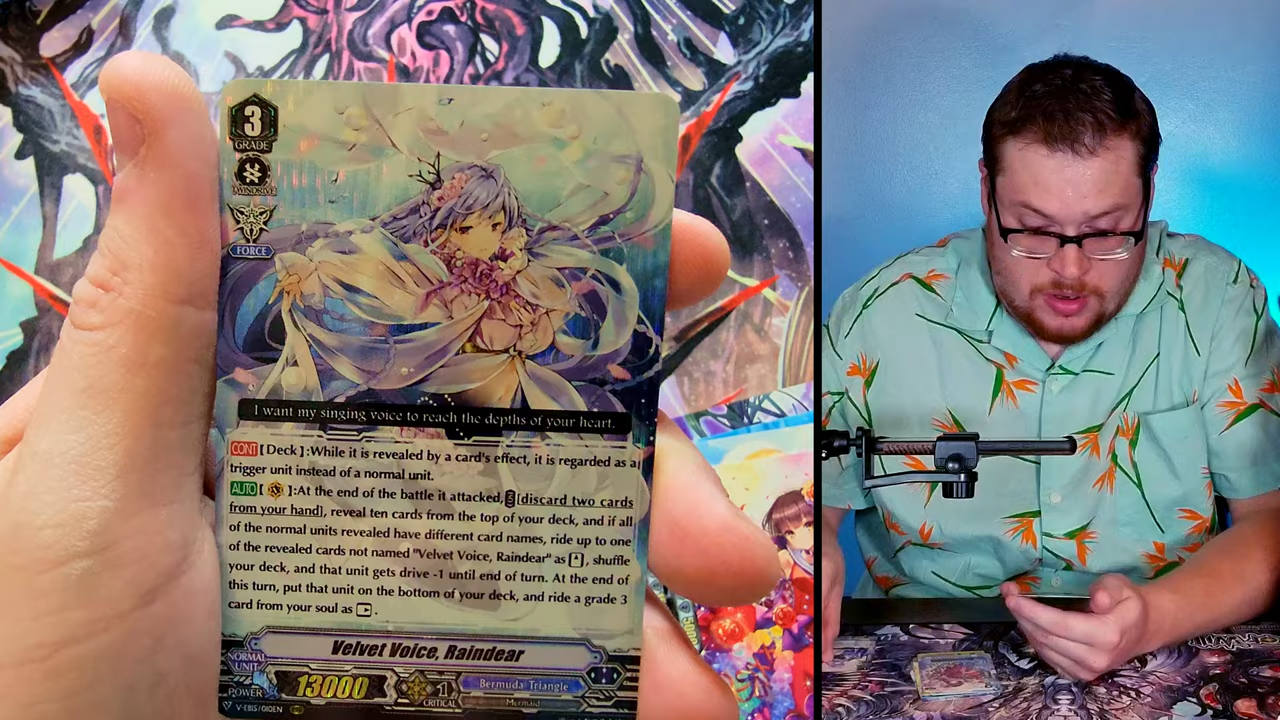 3
GRADE
TWINDRIVE
FORCE
I want my singing voice to reach the depths of your heart.
CONT [Deck]:While it is revealed by a card's effect, it is regarded as a
trigger unit instead of a normal unit.
AUTO [ ]:At the end of the battle it attacked, [discard two cards
from your hand], reveal ten cards from the top of your deck, and if all
of the normal units revealed have different card names, ride up to one
of the revealed cards not named "Velvet Voice, Raindear" as , shuffle
your deck, and that unit gets drive -1 until end of turn. At the end of
this turn, put that unit on the bottom of your deck, and ride a grade 3
card from your soul as .
Velvet Voice, Raindear
NORMAL
UNIT
POWER
13000
1
CRITICAL
Bermuda Triangle
Mermaid
V-EB15/010EN
5000